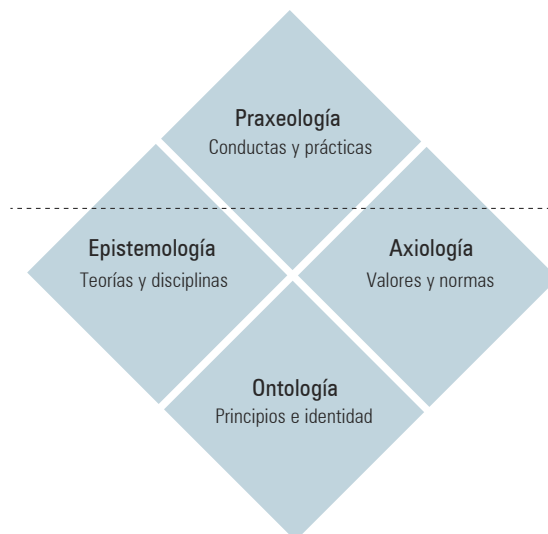 Praxeología
Conductas y prácticas
Epistemología
Teorías y disciplinas
Axiología
Valores y normas
Ontología
Principios e identidad